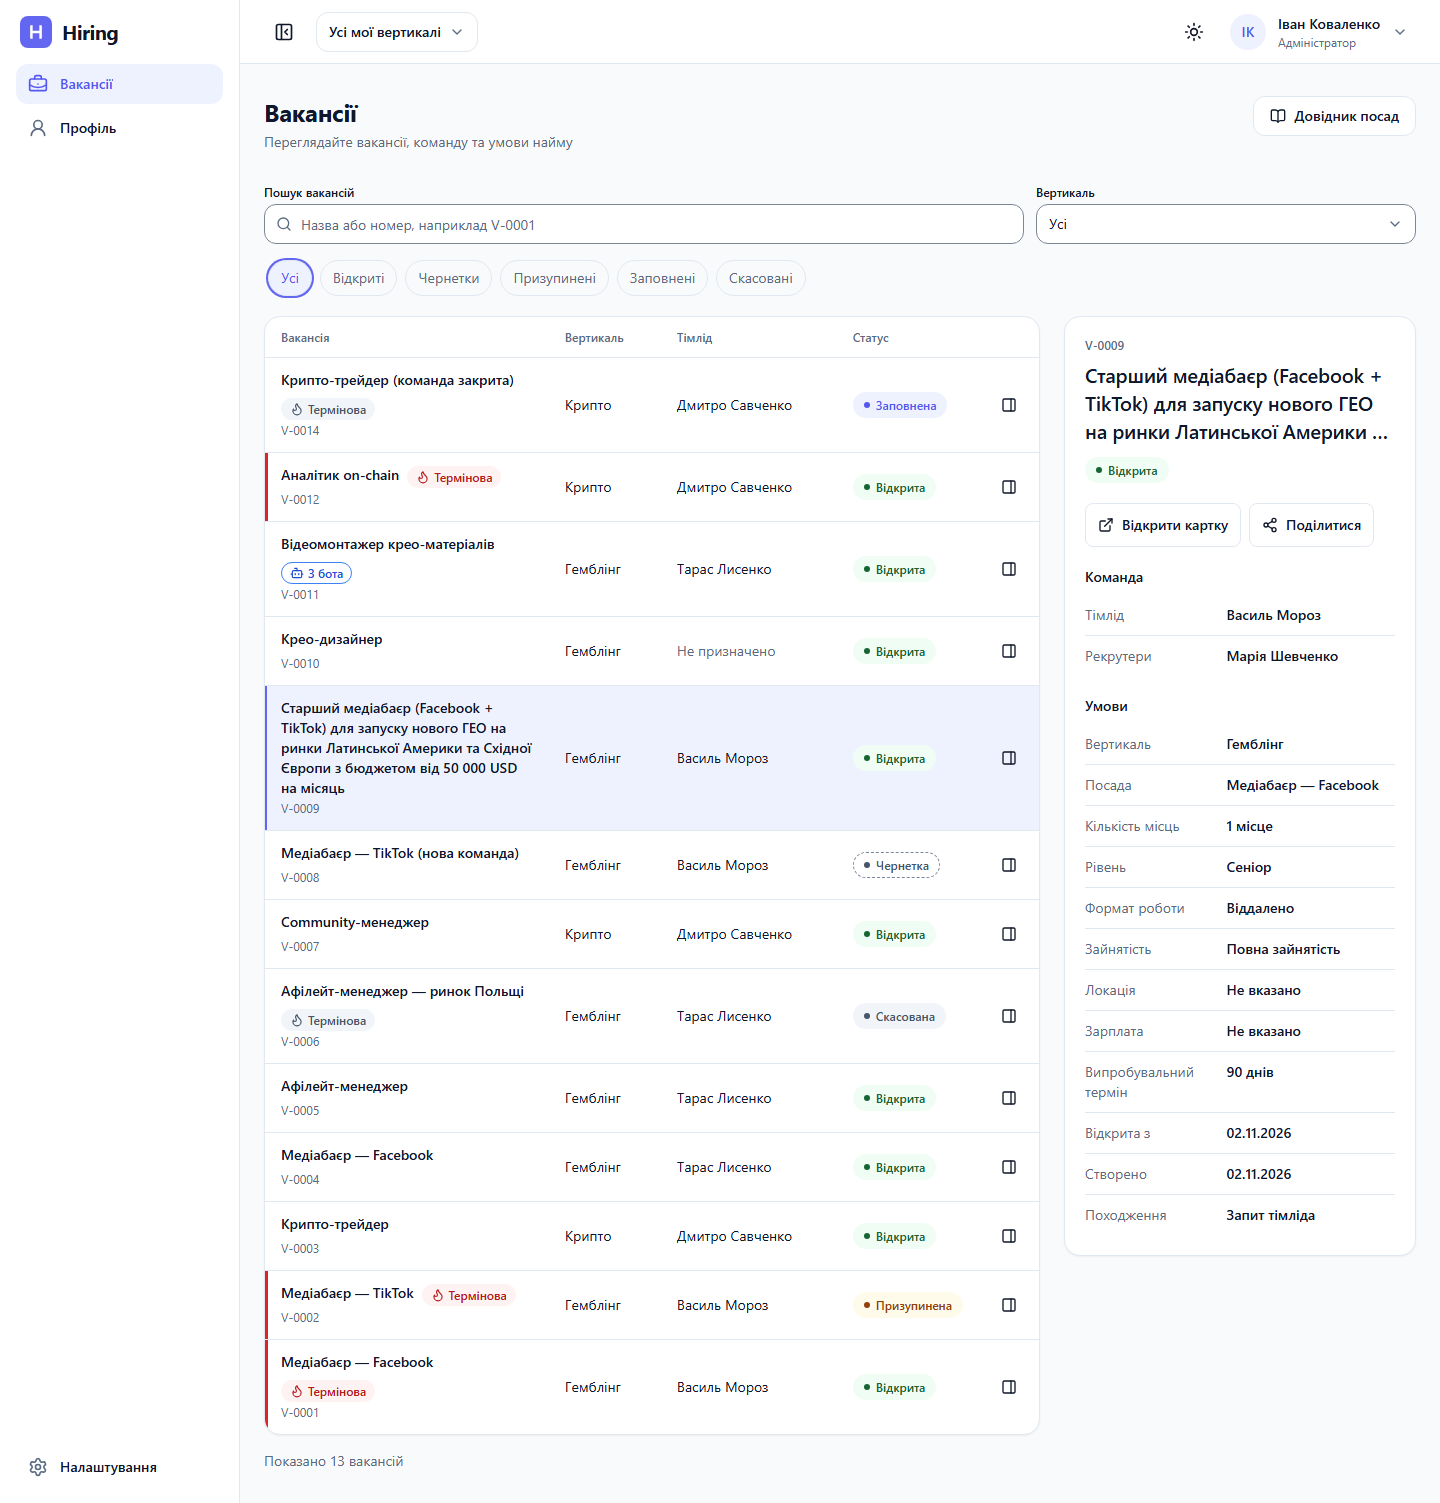 H Hiring
Вакансії
Профіль
Налаштування
Усі мої вертикалі
ІК
Іван Коваленко
Адміністратор
Вакансії
Переглядайте вакансії, команду та умови найму
Довідник посад
Пошук вакансій
Назва або номер, наприклад V-0001
Вертикаль
Усі
Усі Відкриті Чернетки Призупинені Заповнені Скасовані
Вакансія Вертикаль Тімлід Статус
Крипто-трейдер (команда закрита)
Термінова
V-0014
Крипто Дмитро Савченко Заповнена
Аналітик on-chain Термінова
V-0012
Крипто Дмитро Савченко Відкрита
Відеомонтажер крео-матеріалів
З бота
V-0011
Гемблінг Тарас Лисенко Відкрита
Крео-дизайнер
V-0010
Гемблінг Не призначено Відкрита
Старший медіабаєр (Facebook +
TikTok) для запуску нового ГЕО на
ринки Латинської Америки та Східної
Європи з бюджетом від 50 000 USD
на місяць
V-0009
Гемблінг Василь Мороз Відкрита
Медіабаєр — TikTok (нова команда)
V-0008
Гемблінг Василь Мороз Чернетка
Community-менеджер
V-0007
Крипто Дмитро Савченко Відкрита
Афілейт-менеджер — ринок Польщі
Термінова
V-0006
Гемблінг Тарас Лисенко Скасована
Афілейт-менеджер
V-0005
Гемблінг Тарас Лисенко Відкрита
Медіабаєр — Facebook
V-0004
Гемблінг Тарас Лисенко Відкрита
Крипто-трейдер
V-0003
Крипто Дмитро Савченко Відкрита
Медіабаєр — TikTok Термінова
V-0002
Гемблінг Василь Мороз Призупинена
Медіабаєр — Facebook
Термінова
V-0001
Гемблінг Василь Мороз Відкрита
Показано 13 вакансій
V-0009
Старший медіабаєр (Facebook +
TikTok) для запуску нового ГЕО
на ринки Латинської Америки ...
Відкрита
Відкрити картку Поділитися
Команда
Тімлід Василь Мороз
Рекрутери Марія Шевченко
Умови
Вертикаль Гемблінг
Посада Медіабаєр — Facebook
Кількість місць 1 місце
Рівень Сеніор
Формат роботи Віддалено
Зайнятість Повна зайнятість
Локація Не вказано
Зарплата Не вказано
Випробувальний 90 днів
термін
Відкрита з 02.11.2026
Створено 02.11.2026
Походження Запит тімліда